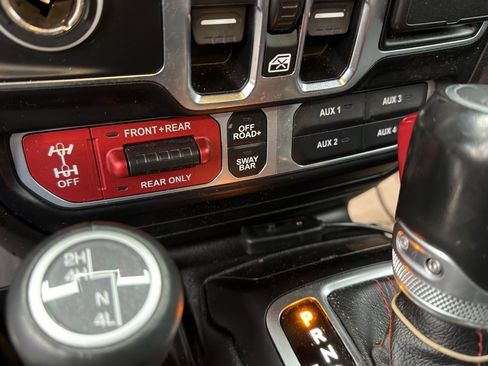 FRONT+REAR
OFF
ROAD+
AUX 1
AUX 3
AUX 2
AUX 4
OFF
REAR ONLY
SWAY
BAR
2H
4H
N
4L
P
R
N